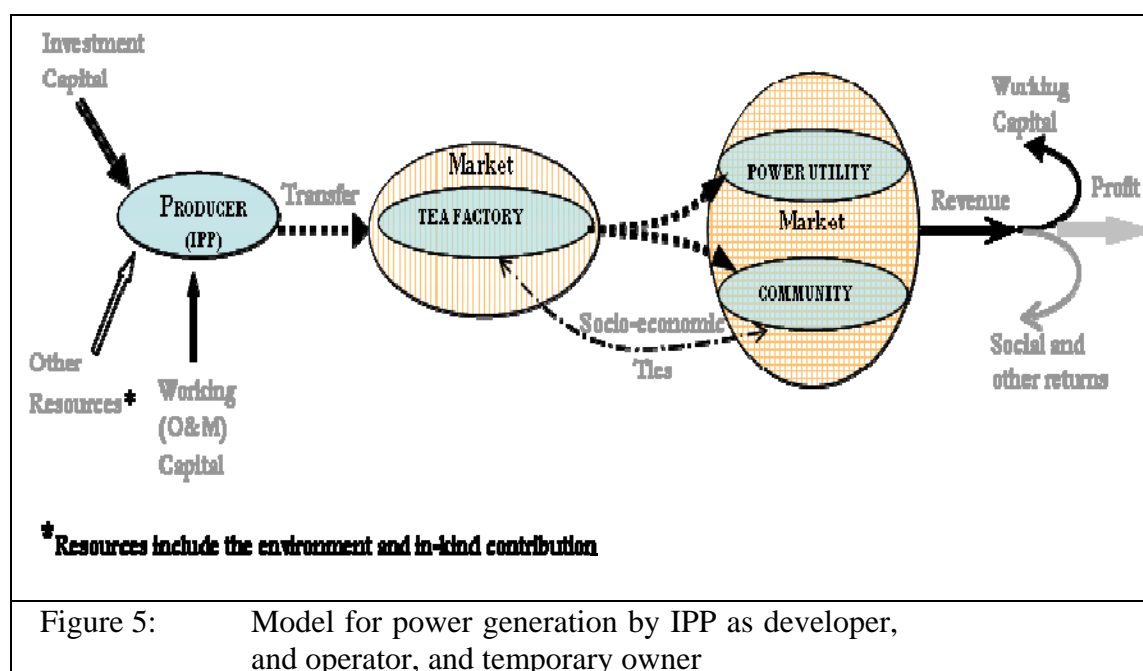 Investment
Capital
PRODUCER
(IPP)
Transfer
Market
TEA FACTORY
POWER UTILITY
Market
COMMUNITY
Socio-economic
Ties
Revenue
Working
Capital
Profit
Social and
other returns
Other
Resources*
Working
(O&M)
Capital
*Resources include the environment and in-kind contribution
Figure 5: Model for power generation by IPP as developer,
and operator, and temporary owner